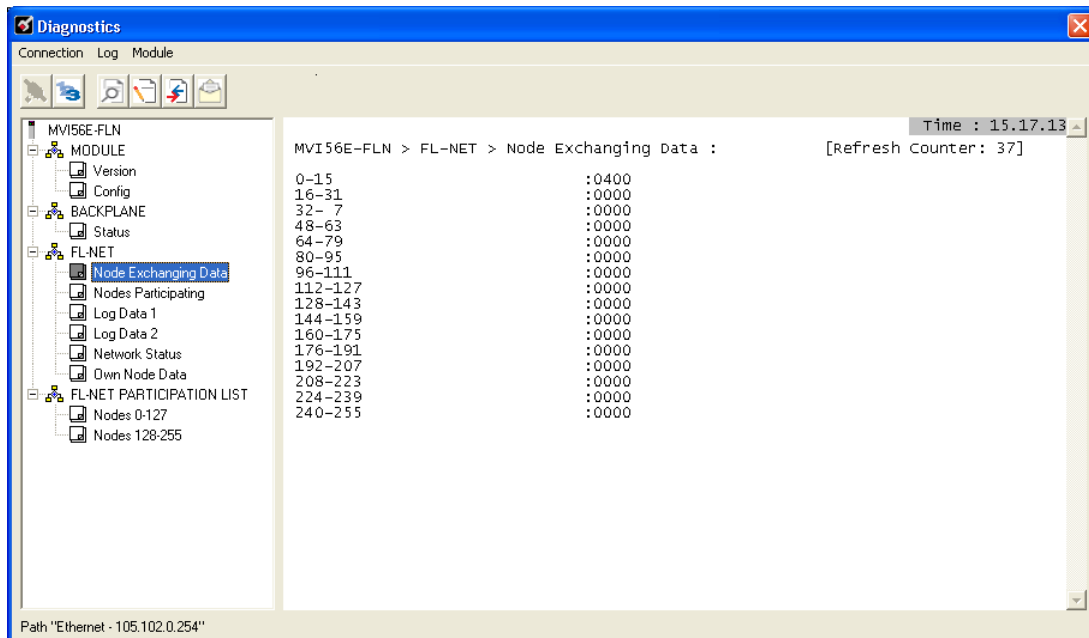 Diagnostics
Connection Log Module
MVI56E-FLN
MODULE
Version
Config
BACKPLANE
Status
FL-NET
Node Exchanging Data
Nodes Participating
Log Data 1
Log Data 2
Network Status
Own Node Data
FL-NET PARTICIPATION LIST
Nodes 0-127
Nodes 128-255
Time : 15.17.13
MVI56E-FLN > FL-NET > Node Exchanging Data : [Refresh Counter: 37]
0-15 :0400
16-31 :0000
32- 7 :0000
48-63 :0000
64-79 :0000
80-95 :0000
96-111 :0000
112-127 :0000
128-143 :0000
144-159 :0000
160-175 :0000
176-191 :0000
192-207 :0000
208-223 :0000
224-239 :0000
240-255 :0000
Path "Ethernet - 105.102.0.254"